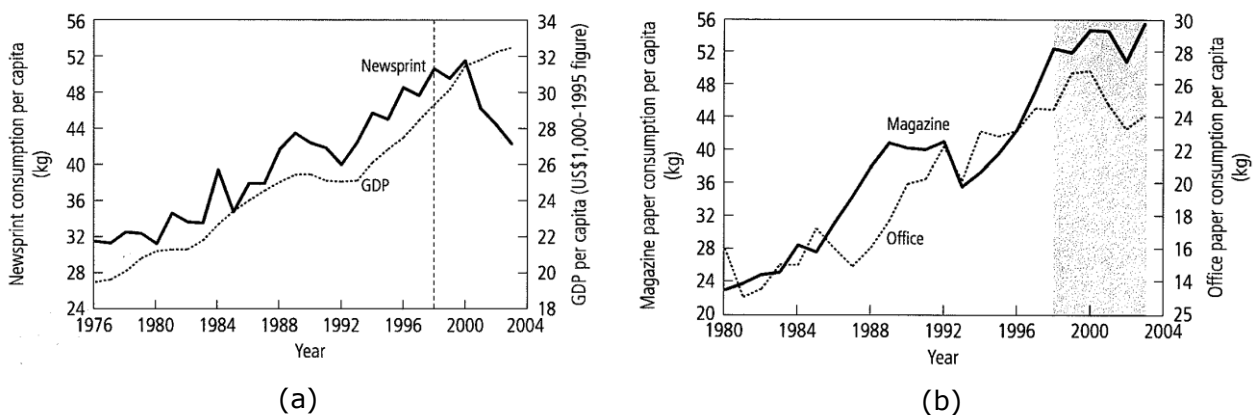 56
52
48
44
40
36
32
28
24
Newsprint consumption per capita
(kg)
34
32
30
28
26
24
22
20
18
GDP per capita (US$1,000-1995 figure)
Newsprint
GDP
1976 1980 1984 1988 1992 1996 2000 2004
Year
(a)
56
52
48
44
40
36
32
28
24
20
Magazine paper consumption per capita
(kg)
30
28
26
24
22
20
18
16
14
25
Office paper consumption per capita
(kg)
Magazine
Office
1980 1984 1988 1992 1996 2000 2004
Year
(b)